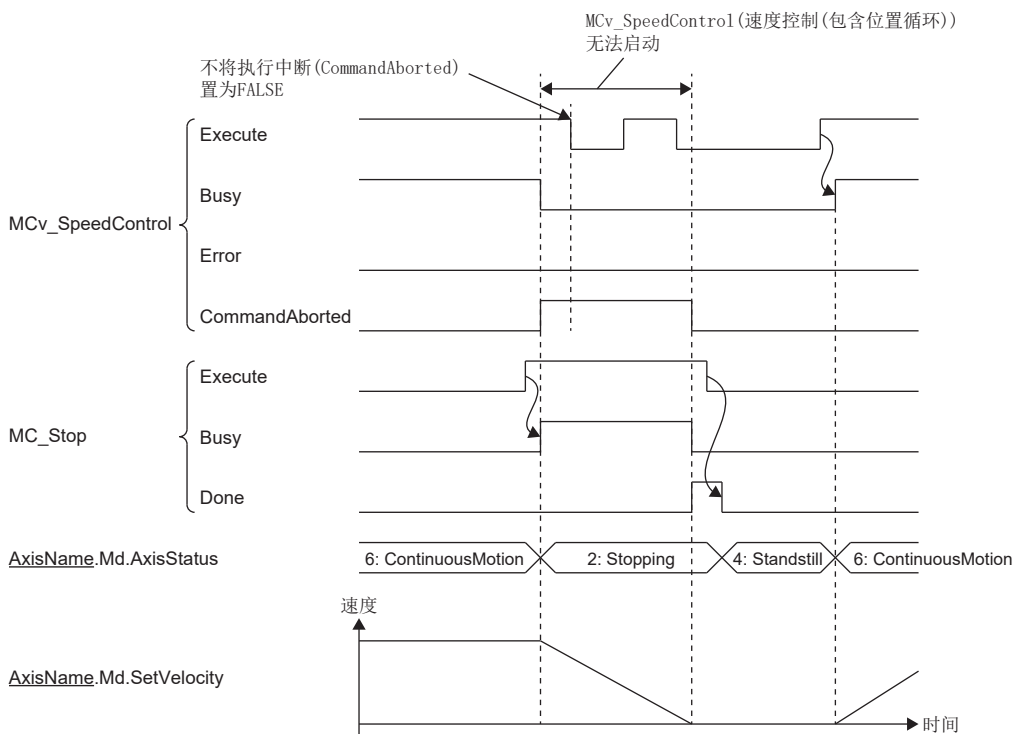 MCv_SpeedControl(速度控制(包含位置循环))
无法启动
不将执行中断(CommandAborted)
置为FALSE
MCv_SpeedControl
Execute
Busy
Error
CommandAborted
MC_Stop
Execute
Busy
Done
AxisName.Md.AxisStatus
6: ContinuousMotion
2: Stopping
4: Standstill
6: ContinuousMotion
速度
AxisName.Md.SetVelocity
时间